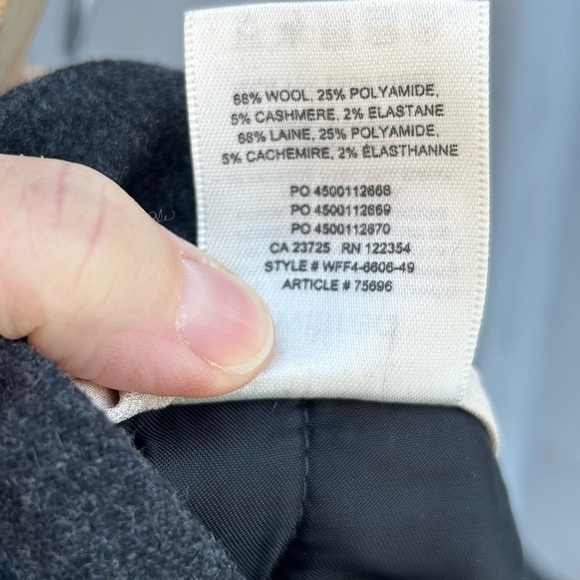 68% WOOL, 25% POLYAMIDE,
5% CASHMERE, 2% ELASTANE
68% LAINE, 25% POLYAMIDE,
5% CACHEMIRE, 2% ÉLASTHANNE
PO 4500112668
PO 4500112669
PO 4500112670
CA 23725 RN 122354
STYLE # WFF4-6606-49
ARTICLE # 75696